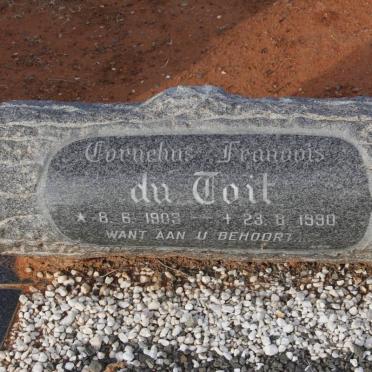 Cornelius Francois
du Toit
★ 8. 6. 1903 -- + 23. 8. 1990
WANT AAN U BEHOORT...